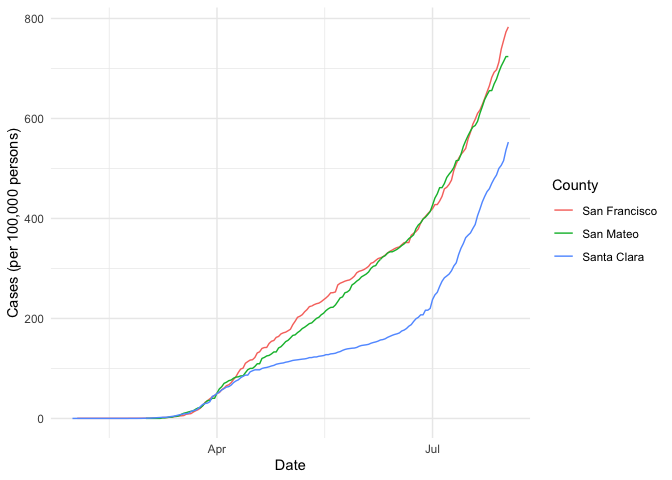 800
600
400
200
0
Cases (per 100,000 persons)
Apr
Jul
Date
County
San Francisco
San Mateo
Santa Clara